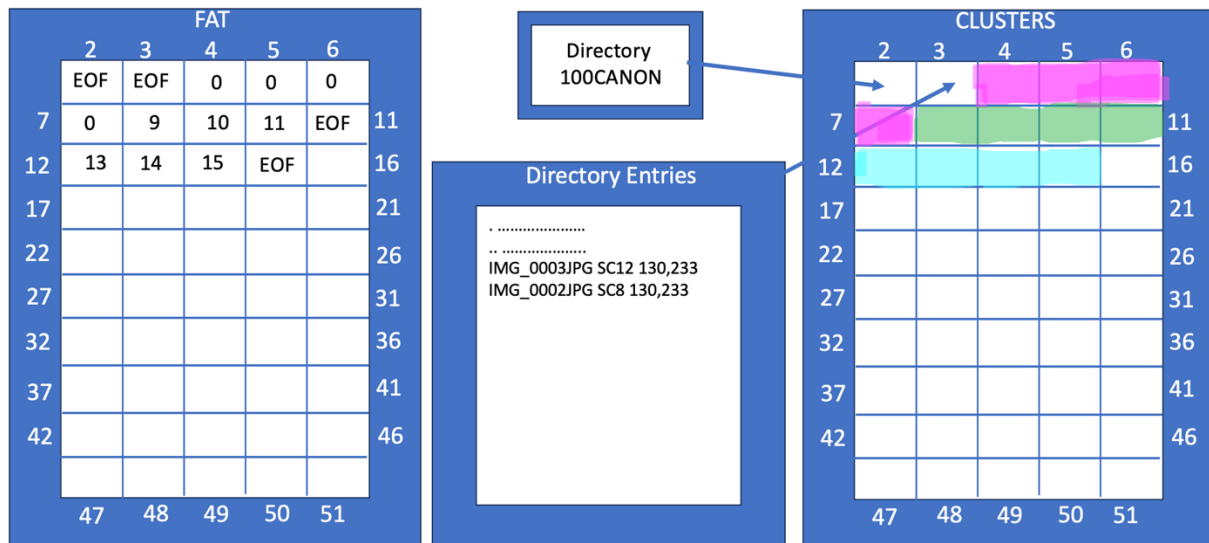 FAT
2 3 4 5 6
EOF EOF 0 0 0
7 0 9 10 11 EOF 11
12 13 14 15 EOF 16
17 21
22 26
27 31
32 36
37 41
42 46
47 48 49 50 51
Directory
100CANON
Directory Entries
. .....................
.. ....................
IMG_0003JPG SC12 130,233
IMG_0002JPG SC8 130,233
CLUSTERS
2 3 4 5 6
7 11
12 16
17 21
22 26
27 31
32 36
37 41
42 46
47 48 49 50 51